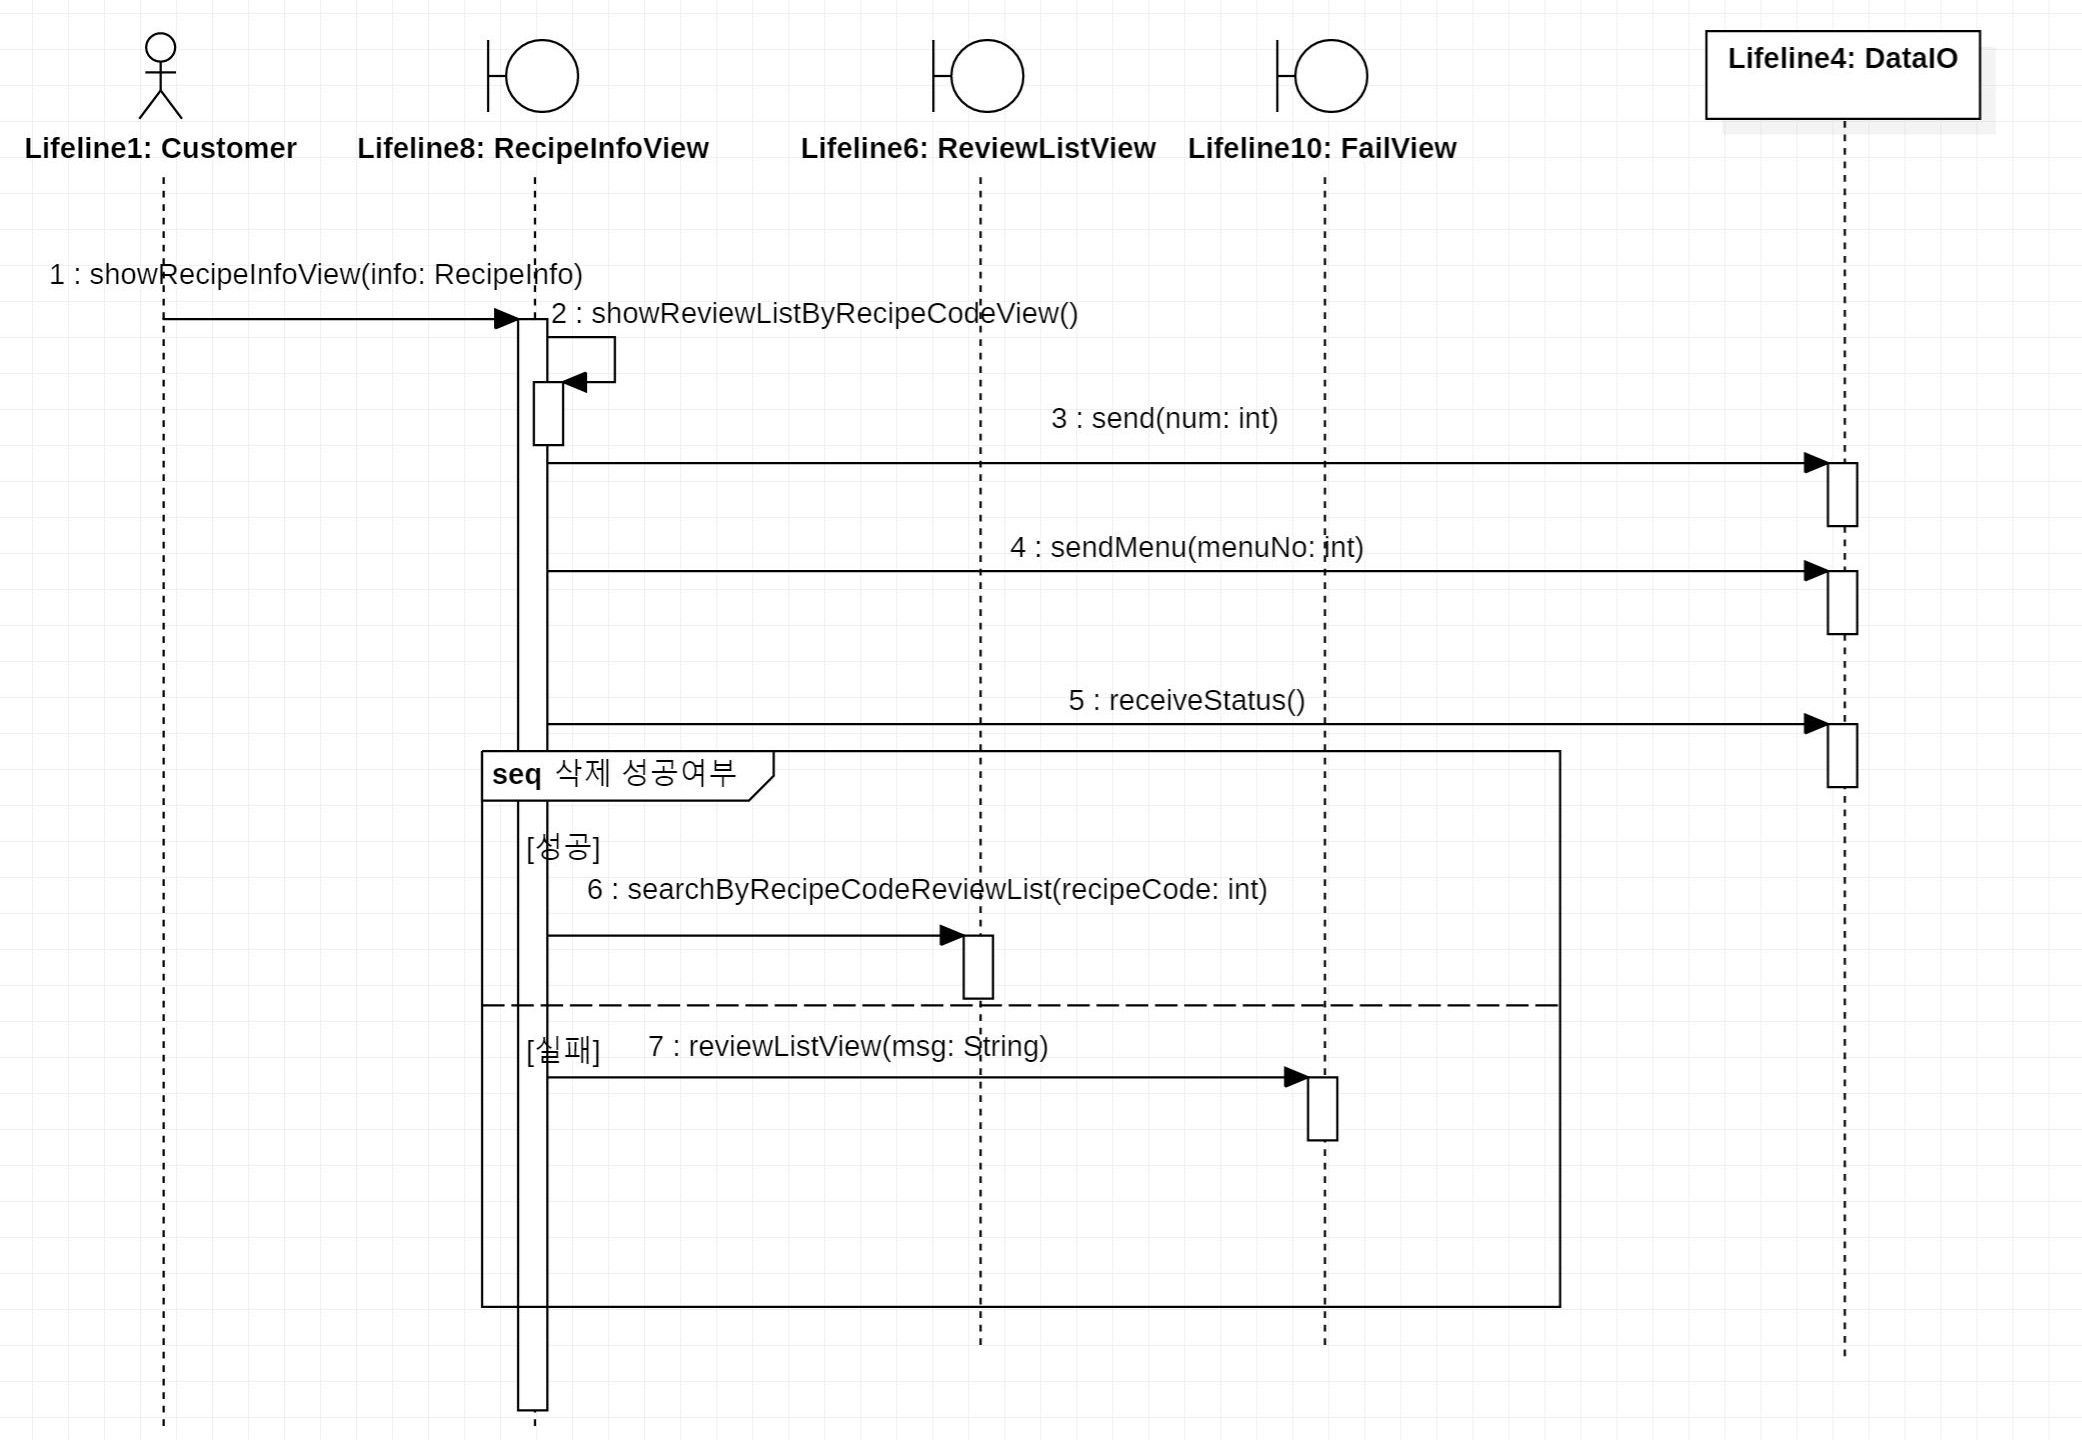 Lifeline1: Customer
Lifeline8: RecipeInfoView
Lifeline6: ReviewListView
Lifeline10: FailView
Lifeline4: DataIO
1 : showRecipeInfoView(info: RecipeInfo)
2 : showReviewListByRecipeCodeView()
3 : send(num: int)
4 : sendMenu(menuNo: int)
5 : receiveStatus()
seq 삭제 성공여부
[성공]
6 : searchByRecipeCodeReviewList(recipeCode: int)
[실패]
7 : reviewListView(msg: String)